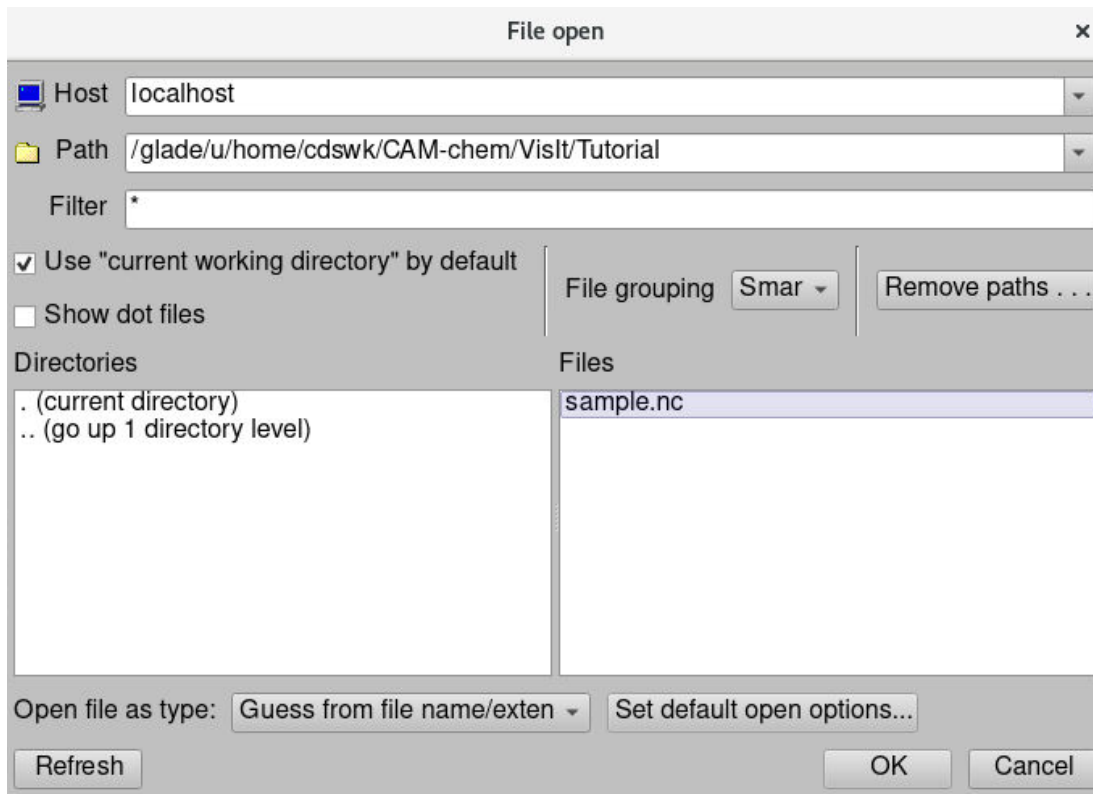 File open
Host localhost
Path /glade/u/home/cdswk/CAM-chem/VisIt/Tutorial
Filter *
Use "current working directory" by default
Show dot files
File grouping Smar
Remove paths . . .
Directories
. (current directory)
.. (go up 1 directory level)
Files
sample.nc
Open file as type: Guess from file name/exten
Set default open options...
Refresh
OK
Cancel